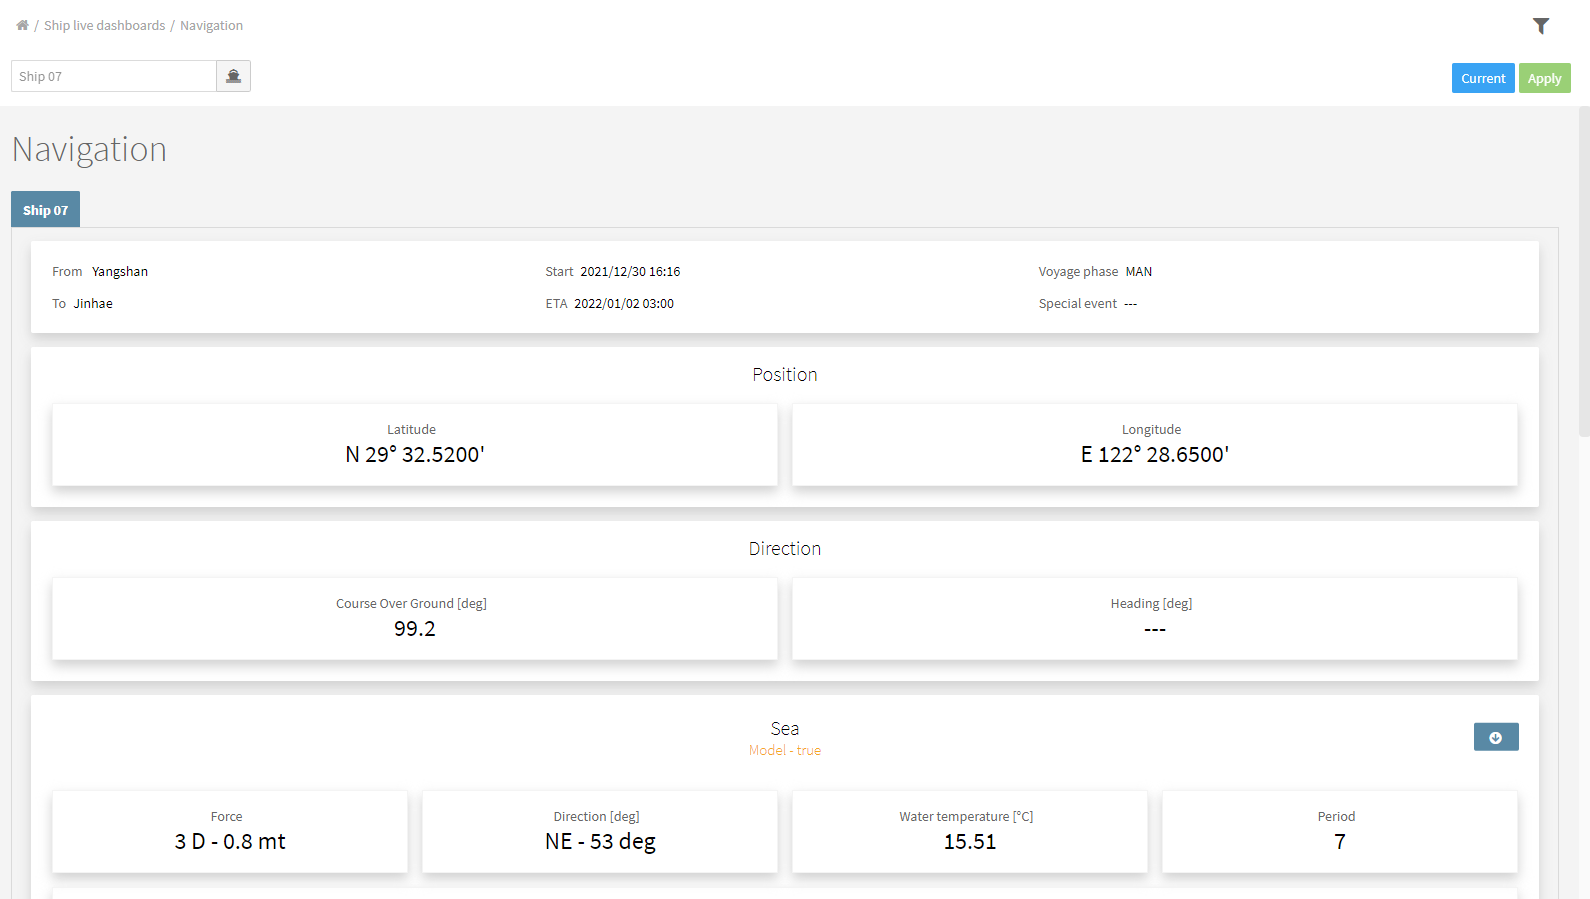 / Ship live dashboards / Navigation
Ship 07
Current Apply
Navigation
Ship 07
From Yangshan Start 2021/12/30 16:16 Voyage phase MAN
To Jinhae ETA 2022/01/02 03:00 Special event ---
Position
Latitude Longitude
N 29° 32.5200' E 122° 28.6500'
Direction
Course Over Ground [deg] Heading [deg]
99.2 ---
Sea
Model - true
Force Direction [deg] Water temperature [°C] Period
3 D - 0.8 mt NE - 53 deg 15.51 7